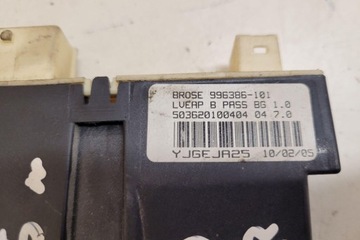 BROSE 996386-101
LVEAP B PASS BG 1.0
503620100404 04 7.0
YJGEJA25 10/02/05